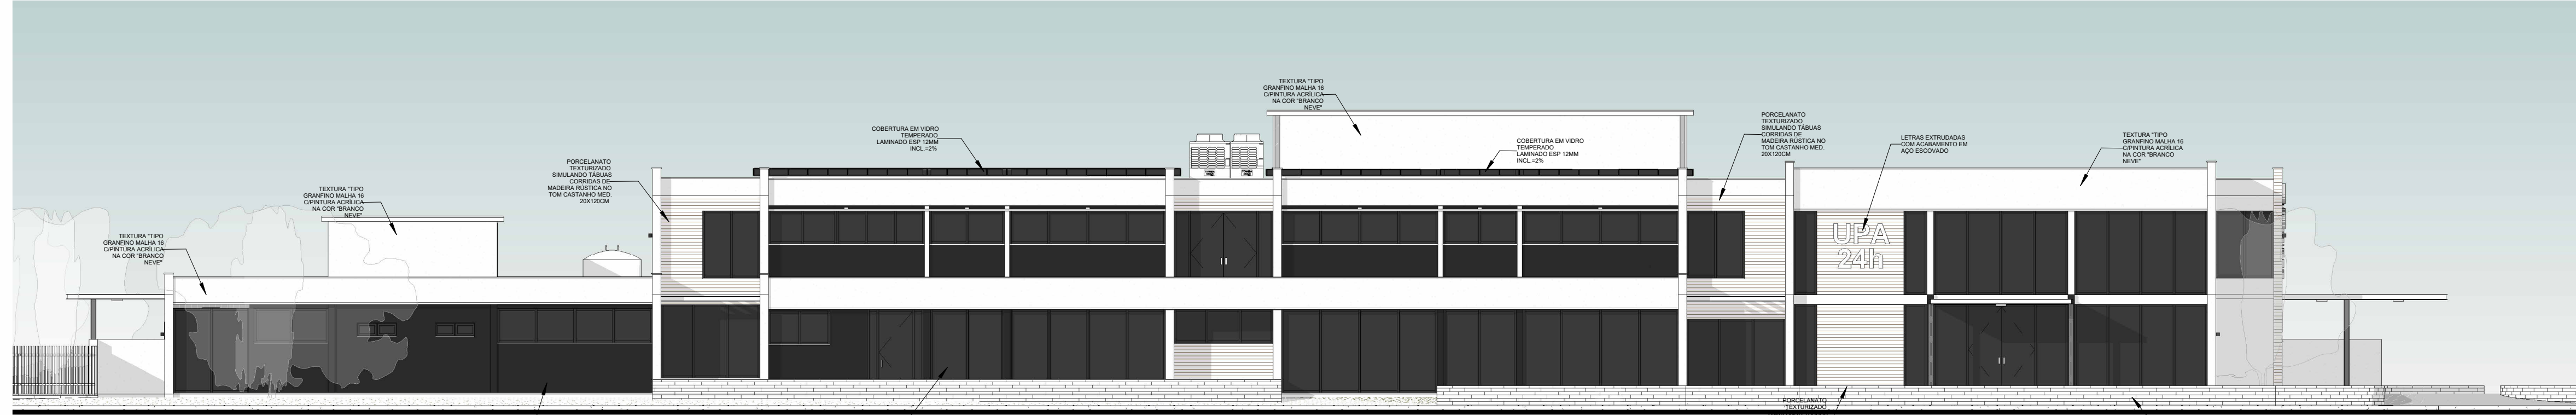 TEXTURA "TIPO
GRANFINO MALHA 16
C/PINTURA ACRÍLICA
NA COR "BRANCO
NEVE"
TEXTURA "TIPO
GRANFINO MALHA 16
C/PINTURA ACRÍLICA
NA COR "BRANCO
NEVE"
PORCELANATO
TEXTURIZADO
SIMULANDO TÁBUAS
CORRIDAS DE
MADEIRA RÚSTICA NO
TOM CASTANHO MED.
20X120CM
COBERTURA EM VIDRO
TEMPERADO
LAMINADO ESP 12MM
INCL.=2%
TEXTURA "TIPO
GRANFINO MALHA 16
C/PINTURA ACRÍLICA
NA COR "BRANCO
NEVE"
COBERTURA EM VIDRO
TEMPERADO
LAMINADO ESP 12MM
INCL.=2%
PORCELANATO
TEXTURIZADO
SIMULANDO TÁBUAS
CORRIDAS DE
MADEIRA RÚSTICA NO
TOM CASTANHO MED.
20X120CM
LETRAS EXTRUDADAS
COM ACABAMENTO EM
AÇO ESCOVADO
TEXTURA "TIPO
GRANFINO MALHA 16
C/PINTURA ACRÍLICA
NA COR "BRANCO
NEVE"
UPA
24h
PORCELANATO
TEXTURIZADO